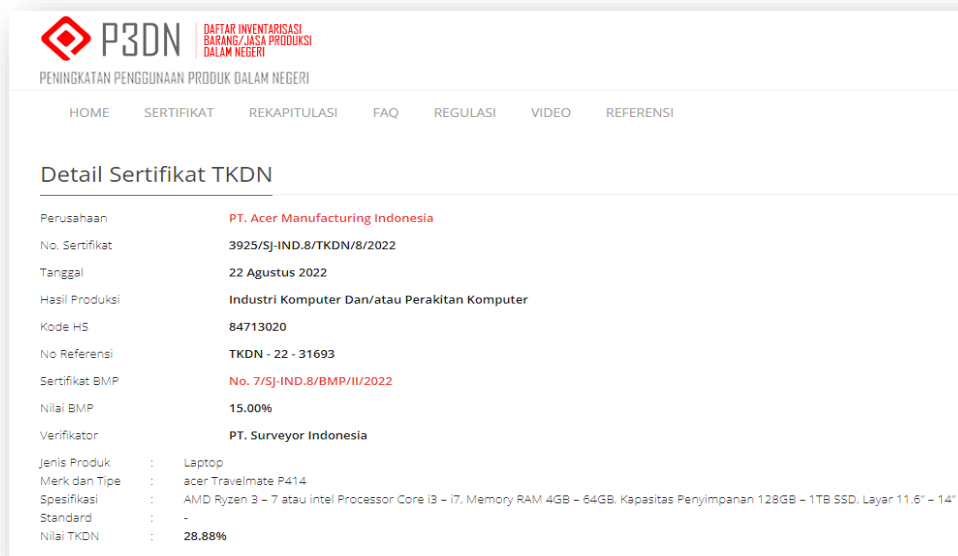 P3DN
DAFTAR INVENTARISASI
BARANG/JASA PRODUKSI
DALAM NEGERI
PENINGKATAN PENGGUNAAN PRODUK DALAM NEGERI
HOME SERTIFIKAT REKAPITULASI FAQ REGULASI VIDEO REFERENSI
Detail Sertifikat TKDN
Perusahaan PT. Acer Manufacturing Indonesia
No. Sertifikat 3925/SJ-IND.8/TKDN/8/2022
Tanggal 22 Agustus 2022
Hasil Produksi Industri Komputer Dan/atau Perakitan Komputer
Kode HS 84713020
No Referensi TKDN - 22 - 31693
Sertifikat BMP No. 7/SJ-IND.8/BMP/II/2022
Nilai BMP 15.00%
Verifikator PT. Surveyor Indonesia
Jenis Produk : Laptop
Merk dan Tipe : acer Travelmate P414
Spesifikasi : AMD Ryzen 3 – 7 atau intel Processor Core i3 – i7, Memory RAM 4GB – 64GB, Kapasitas Penyimpanan 128GB – 1TB SSD, Layar 11.6" – 14"
Standard : -
Nilai TKDN : 28.88%